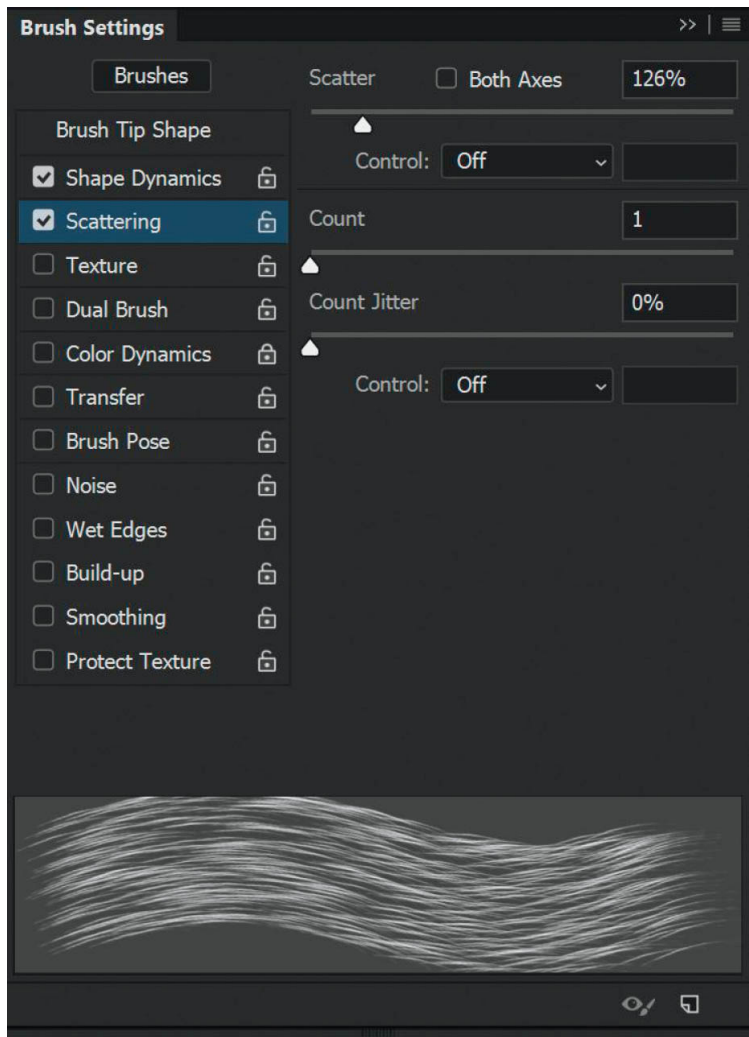 Brush Settings
Brushes
Brush Tip Shape
Shape Dynamics
Scattering
Texture
Dual Brush
Color Dynamics
Transfer
Brush Pose
Noise
Wet Edges
Build-up
Smoothing
Protect Texture
Scatter Both Axes 126%
Control: Off
Count 1
Count Jitter 0%
Control: Off